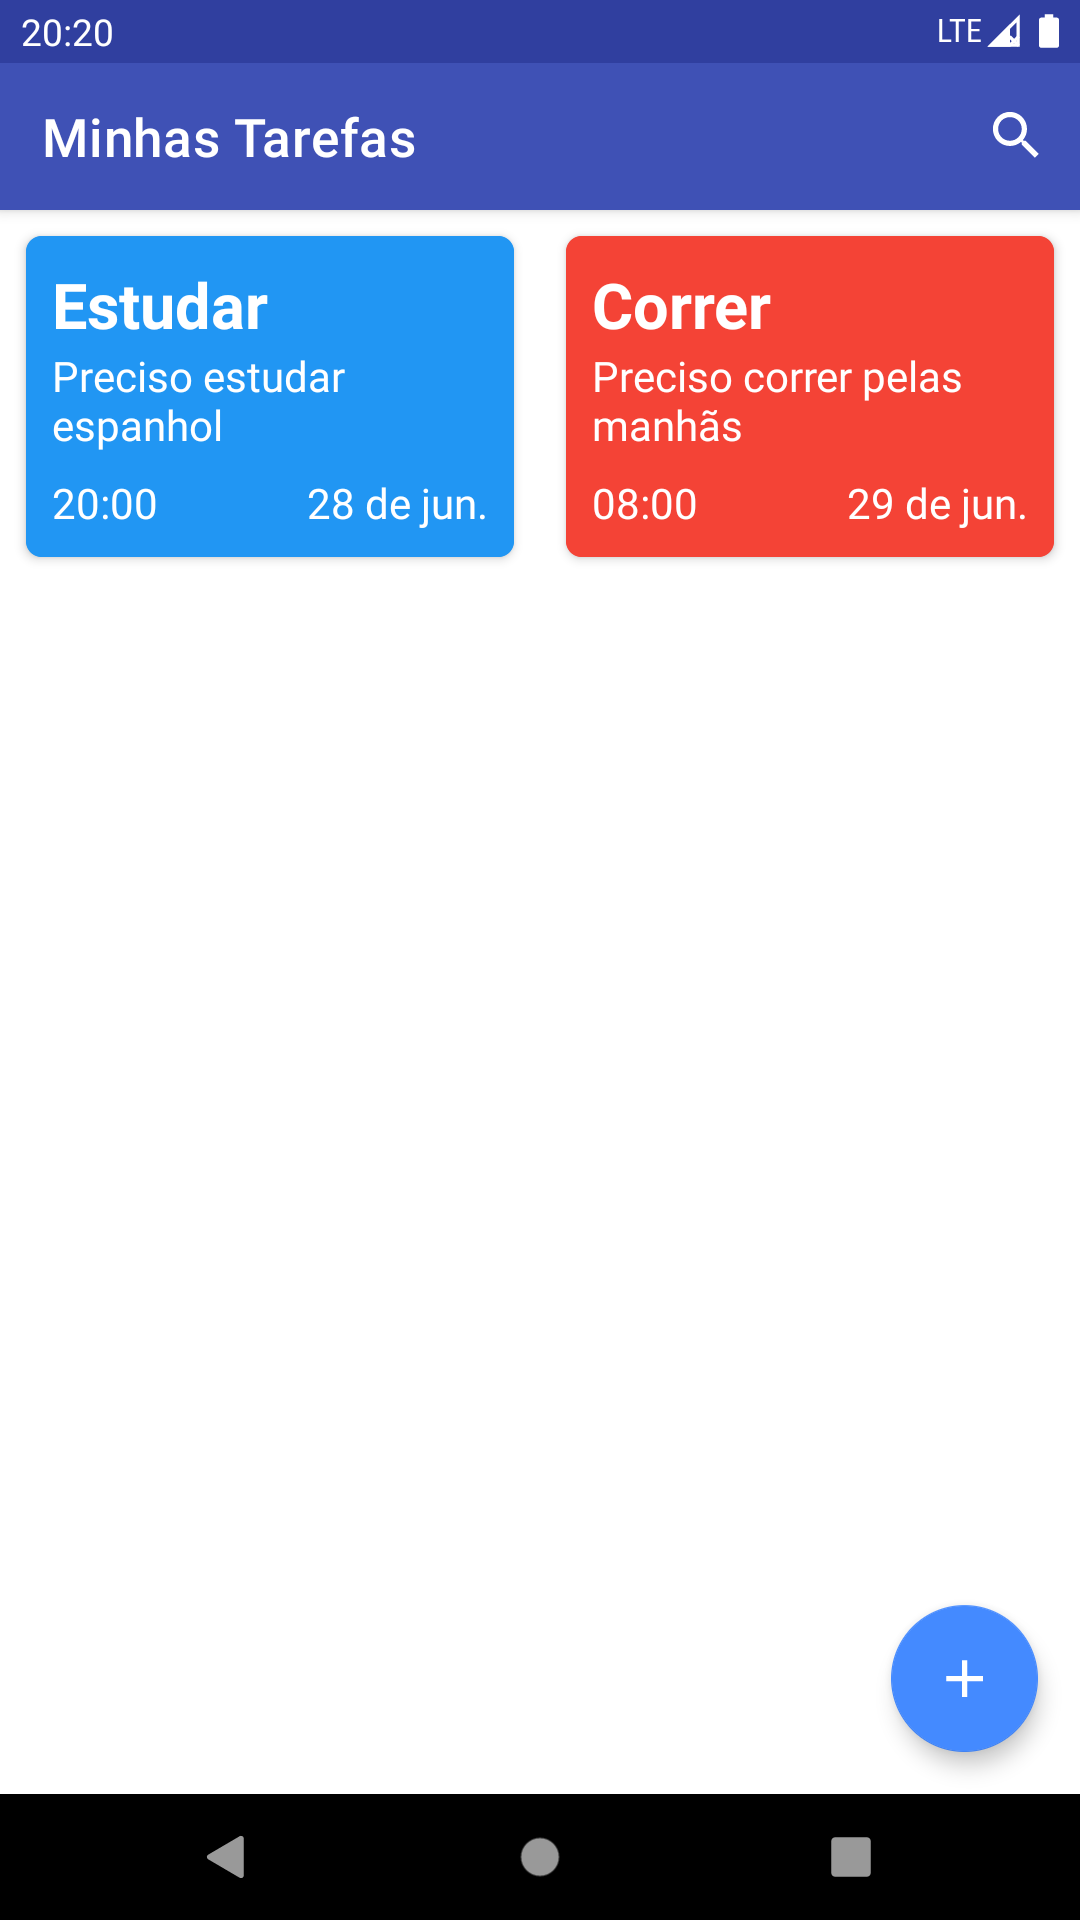 20:20
LTE
Minhas Tarefas
Estudar
Preciso estudar
espanhol
20:00
28 de jun.
Correr
Preciso correr pelas
manhãs
08:00
29 de jun.